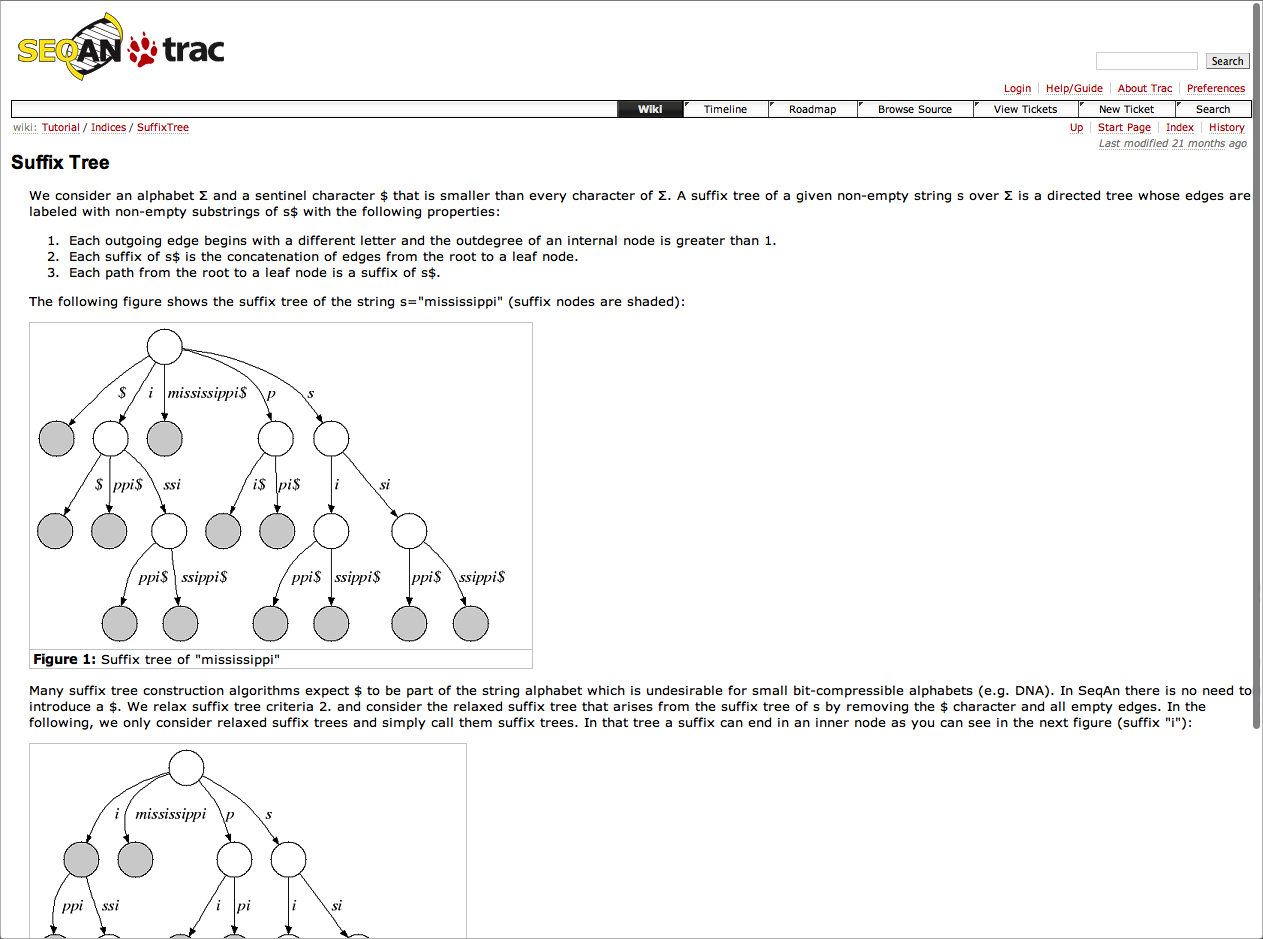 SEQAN trac
Search
Login Help/Guide About Trac Preferences
Wiki Timeline Roadmap Browse Source View Tickets New Ticket Search
wiki: Tutorial / Indices / SuffixTree Up Start Page Index History
Last modified 21 months ago
Suffix Tree
We consider an alphabet Σ and a sentinel character $ that is smaller than every character of Σ. A suffix tree of a given non-empty string s over Σ is a directed tree whose edges are
labeled with non-empty substrings of s$ with the following properties:
1. Each outgoing edge begins with a different letter and the outdegree of an internal node is greater than 1.
2. Each suffix of s$ is the concatenation of edges from the root to a leaf node.
3. Each path from the root to a leaf node is a suffix of s$.
The following figure shows the suffix tree of the string s="mississippi" (suffix nodes are shaded):
$ i mississippi$ p s
$ ppi$ ssi i$ pi$ i si
ppi$ ssippi$ ppi$ ssippi$ ppi$ ssippi$
Figure 1: Suffix tree of "mississippi"
Many suffix tree construction algorithms expect $ to be part of the string alphabet which is undesirable for small bit-compressible alphabets (e.g. DNA). In SeqAn there is no need to
introduce a $. We relax suffix tree criteria 2. and consider the relaxed suffix tree that arises from the suffix tree of s by removing the $ character and all empty edges. In the
following, we only consider relaxed suffix trees and simply call them suffix trees. In that tree a suffix can end in an inner node as you can see in the next figure (suffix "i"):
i mississippi p s
ppi ssi i pi i si